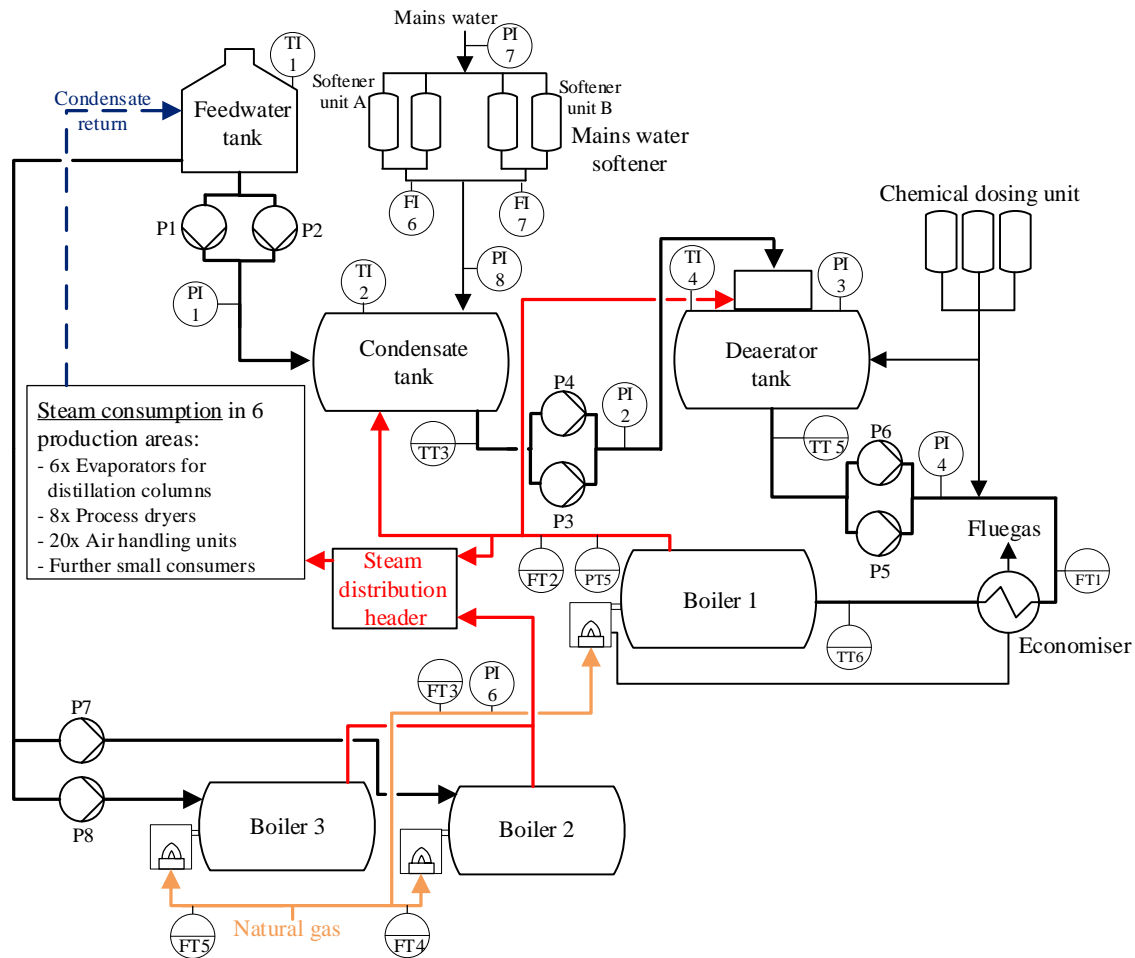 Mains water
PI
7
TI
1
Softener
unit A
Softener
unit B
Condensate
return
Feedwater
tank
Mains water
softener
FI
6
FI
7
Chemical dosing unit
P1
P2
PI
1
TI
2
PI
8
TI
4
PI
3
Condensate
tank
Deaerator
tank
P4
PI
2
TT3
P3
TT 5
P6
PI
4
P5
Steam consumption in 6
production areas:
- 6x Evaporators for
distillation columns
- 8x Process dryers
- 20x Air handling units
- Further small consumers
Steam
distribution
header
FT2
PT5
Fluegas
FT1
Boiler 1
TT6
Economiser
FT3
PI
6
P7
P8
Boiler 3
Boiler 2
Natural gas
FT5
FT4